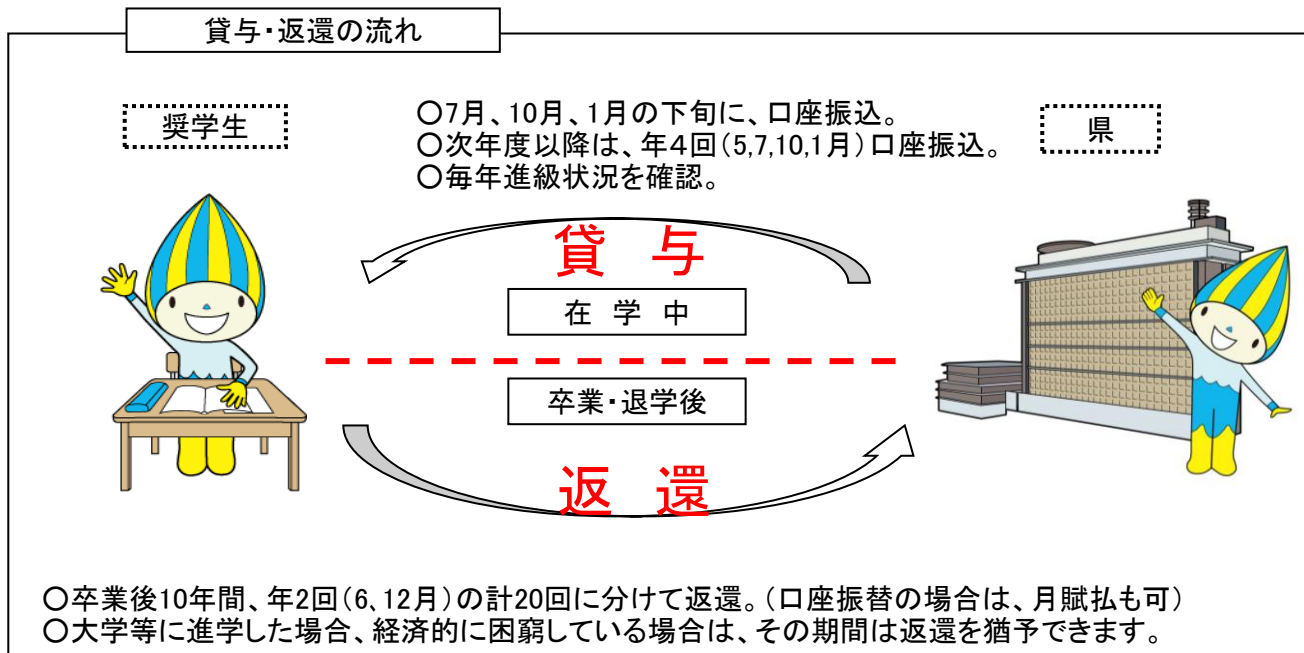 貸与・返還の流れ
奨学生
〇7月、10月、1月の下旬に、口座振込。
〇次年度以降は、年4回(5,7,10,1月)口座振込。
〇毎年進級状況を確認。
県
貸 与
在 学 中
卒業・退学後
返 還
〇卒業後10年間、年2回(6、12月)の計20回に分けて返還。(口座振替の場合は、月賦払も可)
〇大学等に進学した場合、経済的に困窮している場合は、その期間は返還を猶予できます。